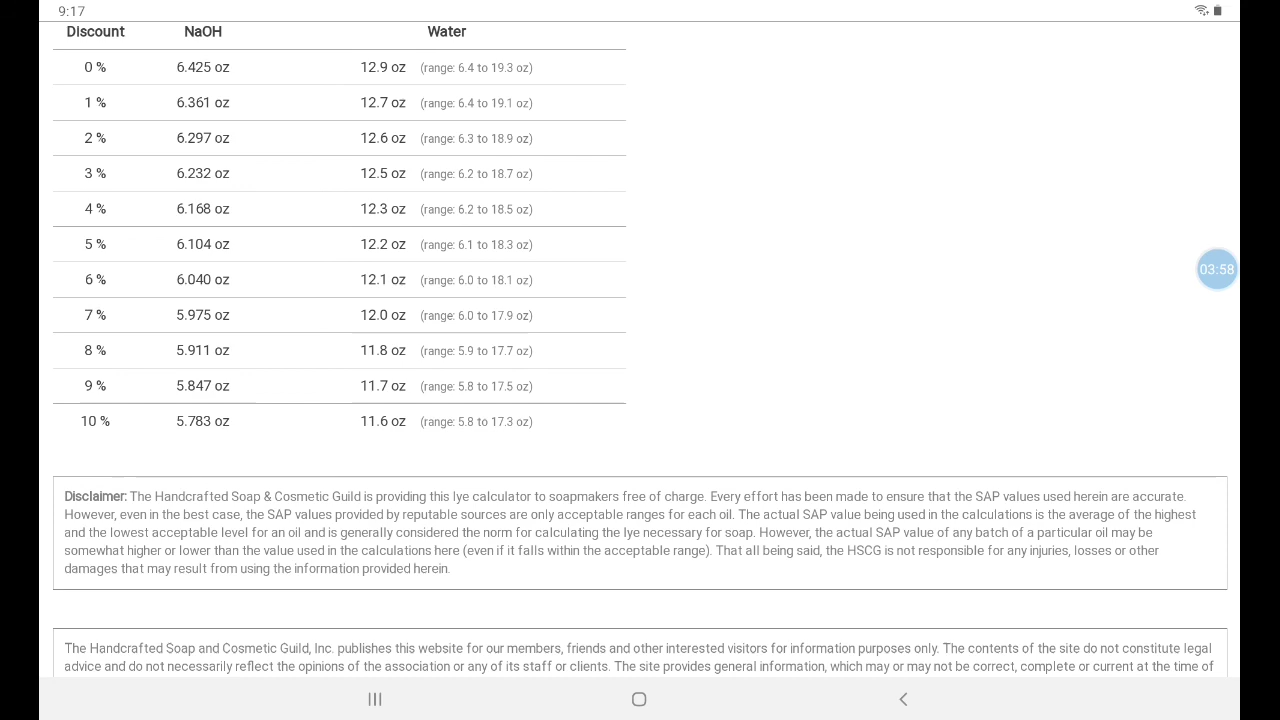 9:17
Discount NaOH Water
0 % 6.425 oz 12.9 oz (range: 6.4 to 19.3 oz)
1 % 6.361 oz 12.7 oz (range: 6.4 to 19.1 oz)
2 % 6.297 oz 12.6 oz (range: 6.3 to 18.9 oz)
3 % 6.232 oz 12.5 oz (range: 6.2 to 18.7 oz)
4 % 6.168 oz 12.3 oz (range: 6.2 to 18.5 oz)
5 % 6.104 oz 12.2 oz (range: 6.1 to 18.3 oz)
03:58
6 % 6.040 oz 12.1 oz (range: 6.0 to 18.1 oz)
7 % 5.975 oz 12.0 oz (range: 6.0 to 17.9 oz)
8 % 5.911 oz 11.8 oz (range: 5.9 to 17.7 oz)
9 % 5.847 oz 11.7 oz (range: 5.8 to 17.5 oz)
10 % 5.783 oz 11.6 oz (range: 5.8 to 17.3 oz)
Disclaimer: The Handcrafted Soap & Cosmetic Guild is providing this lye calculator to soapmakers free of charge. Every effort has been made to ensure that the SAP values used herein are accurate.
However, even in the best case, the SAP values provided by reputable sources are only acceptable ranges for each oil. The actual SAP value being used in the calculations is the average of the highest
and the lowest acceptable level for an oil and is generally considered the norm for calculating the lye necessary for soap. However, the actual SAP value of any batch of a particular oil may be
somewhat higher or lower than the value used in the calculations here (even if it falls within the acceptable range). That all being said, the HSCG is not responsible for any injuries, losses or other
damages that may result from using the information provided herein.
The Handcrafted Soap and Cosmetic Guild, Inc. publishes this website for our members, friends and other interested visitors for information purposes only. The contents of the site do not constitute legal
advice and do not necessarily reflect the opinions of the association or any of its staff or clients. The site provides general information, which may or may not be correct, complete or current at the time of